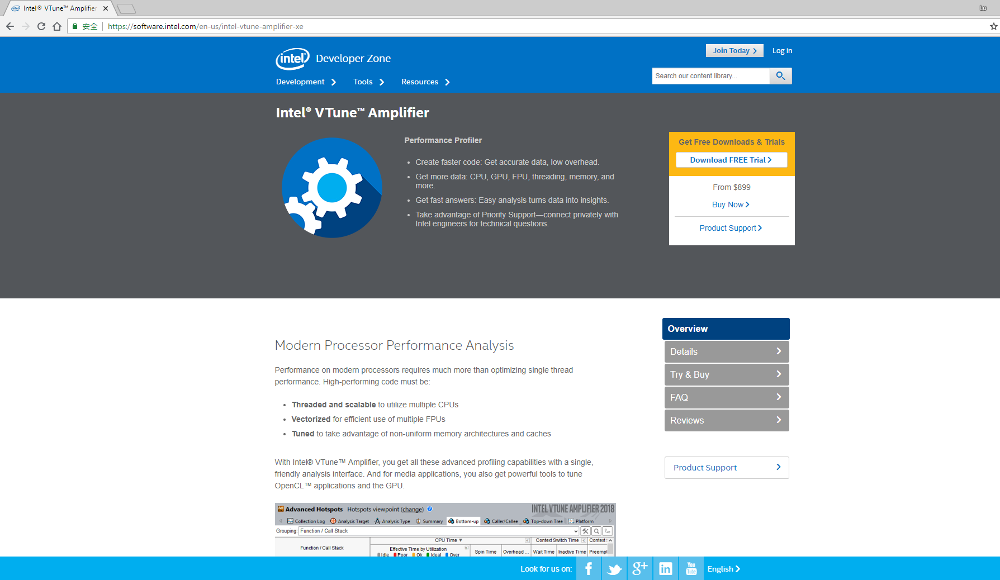 Intel® VTune™ Amplifier
Lu
安全
https://software.intel.com/en-us/intel-vtune-amplifier-xe
intel Developer Zone
Join Today
Log in
Development
Tools
Resources
Search our content library...
Intel® VTune™ Amplifier
Performance Profiler
• Create faster code: Get accurate data, low overhead.
• Get more data: CPU, GPU, FPU, threading, memory, and
more.
• Get fast answers: Easy analysis turns data into insights.
• Take advantage of Priority Support—connect privately with
Intel engineers for technical questions.
Get Free Downloads & Trials
Download FREE Trial
From $899
Buy Now
Product Support
Modern Processor Performance Analysis
Performance on modern processors requires much more than optimizing single thread
performance. High-performing code must be:
• Threaded and scalable to utilize multiple CPUs
• Vectorized for efficient use of multiple FPUs
• Tuned to take advantage of non-uniform memory architectures and caches
With Intel® VTune™ Amplifier, you get all these advanced profiling capabilities with a single,
friendly analysis interface. And for media applications, you also get powerful tools to tune
OpenCL™ applications and the GPU.
Overview
Details
Try & Buy
FAQ
Reviews
Product Support
Advanced Hotspots Hotspots viewpoint (change) ?
INTEL VTUNE AMPLIFIER 2018
Collection Log Analysis Target Analysis Type Summary Bottom-up Caller/Callee Top-down Tree Platform
Grouping: Function / Call Stack
Function / Call Stack
CPU Time
Context Switch Time
Context
Effective Time by Utilization
Idle Poor Ok Ideal Over
Spin Time
Overhead ...
Wait Time
Inactive Time
Preempt
Look for us on:
f
g+
in
You Tube
English